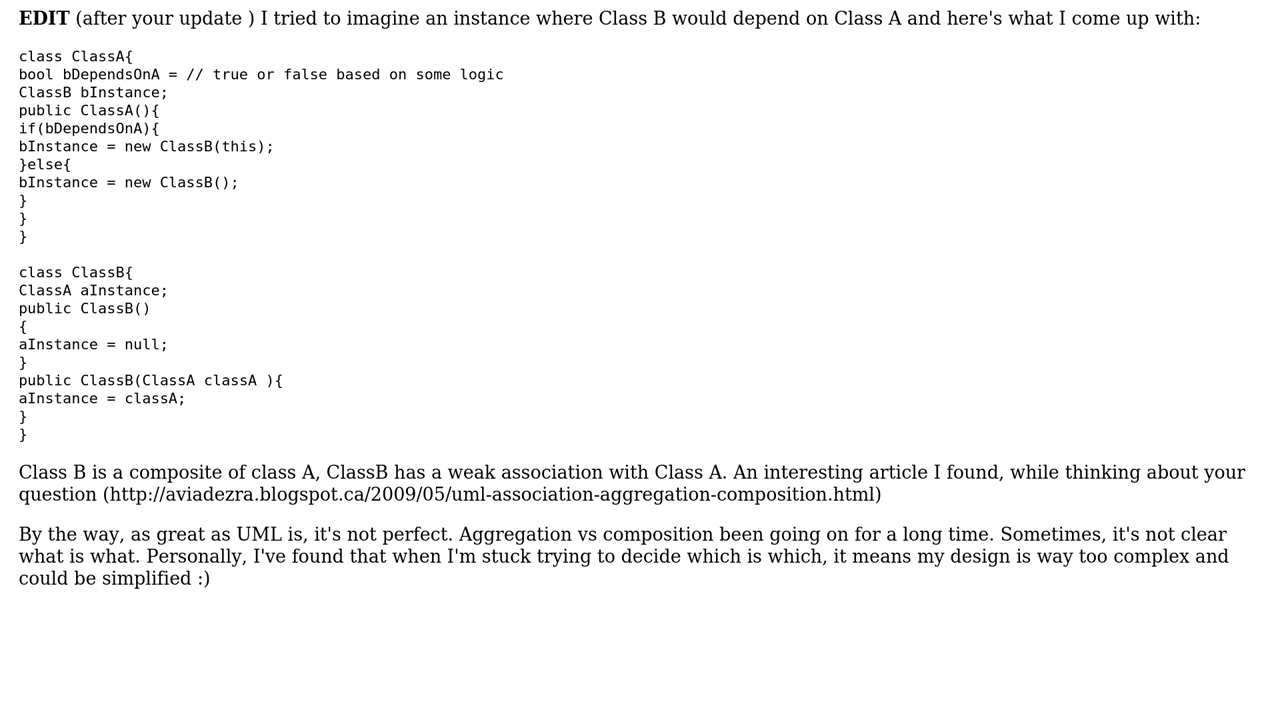 EDIT (after your update ) I tried to imagine an instance where Class B would depend on Class A and here's what I come up with:
class ClassA{
bool bDependsOnA = // true or false based on some logic
ClassB bInstance;
public ClassA(){
if(bDependsOnA){
bInstance = new ClassB(this);
}else{
bInstance = new ClassB();
}
}
}
class ClassB{
ClassA aInstance;
public ClassB()
{
aInstance = null;
}
public ClassB(ClassA classA ){
aInstance = classA;
}
}
Class B is a composite of class A, ClassB has a weak association with Class A. An interesting article I found, while thinking about your
question (http://aviadezra.blogspot.ca/2009/05/uml-association-aggregation-composition.html)
By the way, as great as UML is, it's not perfect. Aggregation vs composition been going on for a long time. Sometimes, it's not clear
what is what. Personally, I've found that when I'm stuck trying to decide which is which, it means my design is way too complex and
could be simplified :)